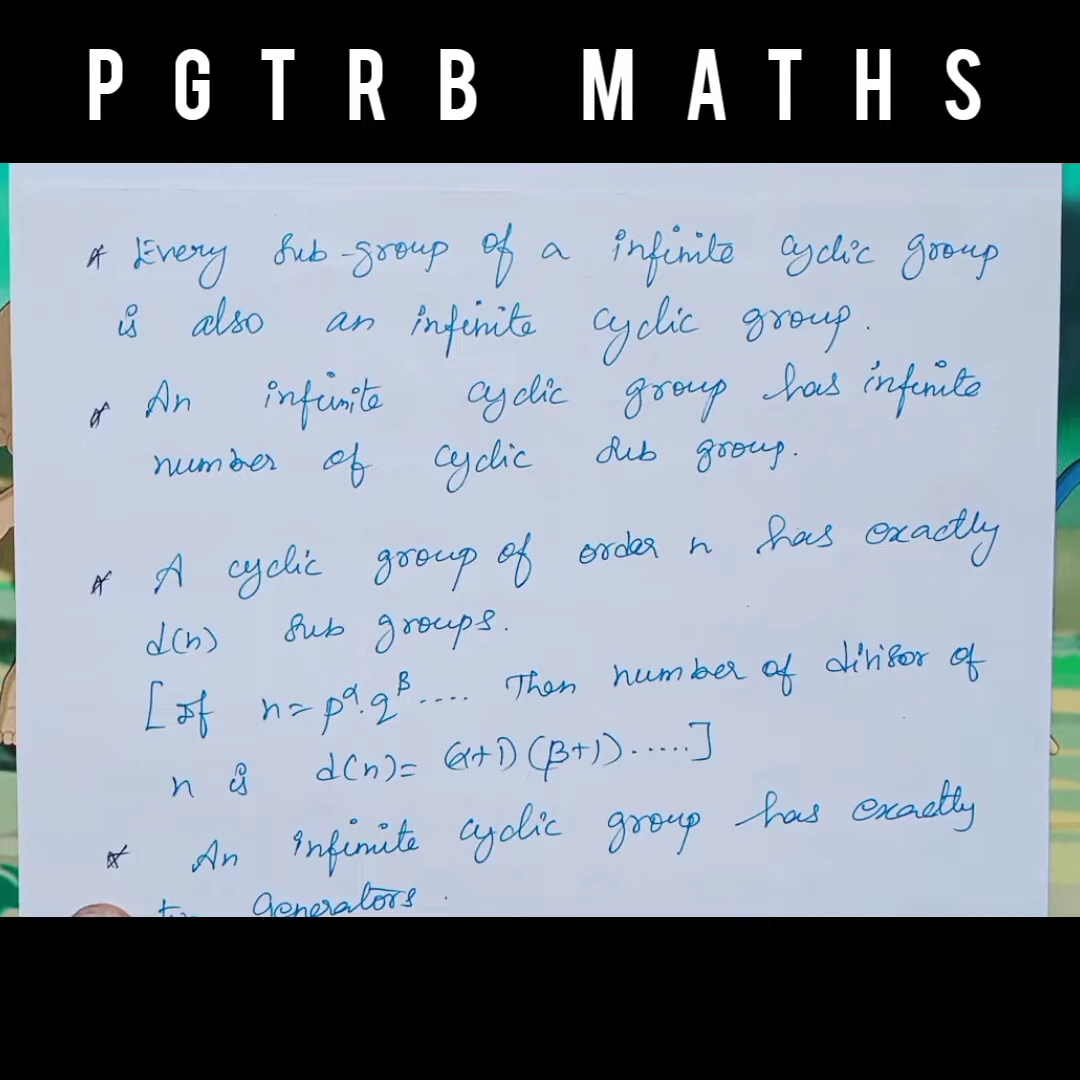 PGTRB MATHS
* Every sub-group of a infinite cyclic group
is also an infinite cyclic group.
* An infinite cyclic group has infinite
number of cyclic sub group.
* A cyclic group of order n has exactly
d(n) sub groups.
[If n = p^α.q^β.... Then number of divisor of
n is d(n) = (α+1) (β+1)......]
* An infinite cyclic group has exactly
Generators.